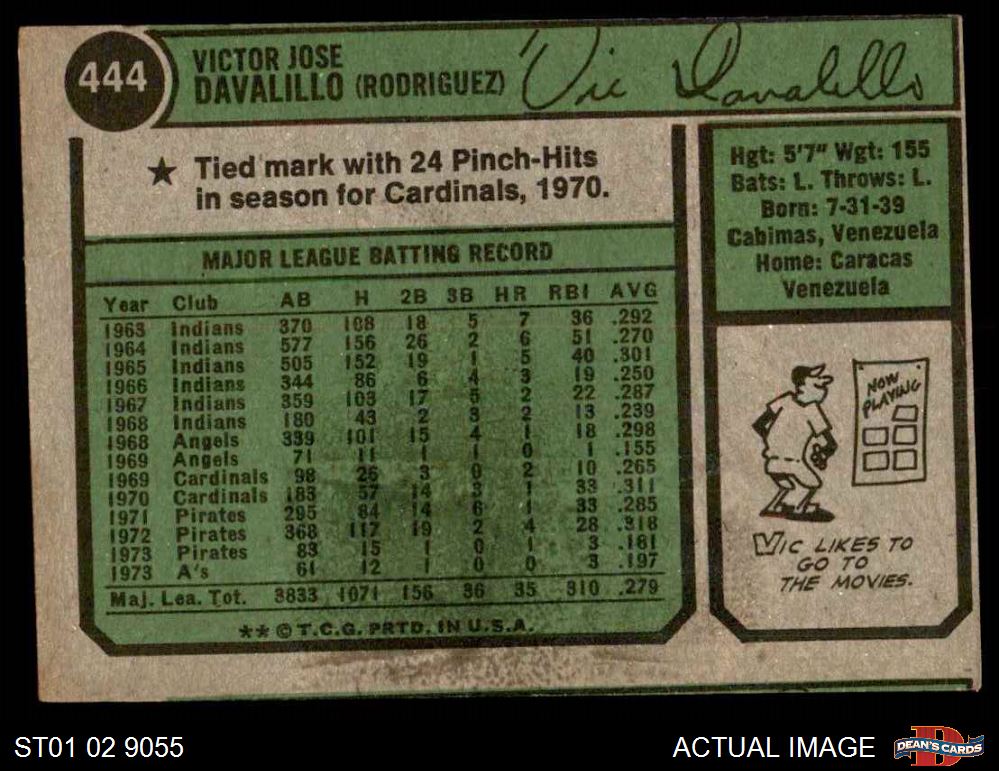 444
VICTOR JOSE
DAVALILLO (RODRIGUEZ)
Vic Davalillo
★ Tied mark with 24 Pinch-Hits
in season for Cardinals, 1970.
MAJOR LEAGUE BATTING RECORD
Year Club AB H 2B 3B HR RBI AVG
1963 Indians 370 108 18 5 7 36 .292
1964 Indians 577 156 26 2 6 51 .270
1965 Indians 505 152 19 1 5 40 .301
1966 Indians 344 86 6 4 3 19 .250
1967 Indians 359 103 17 5 2 22 .287
1968 Indians 180 43 2 3 2 13 .239
1968 Angels 339 101 15 4 1 18 .298
1969 Angels 71 11 1 1 0 1 .155
1969 Cardinals 98 26 3 0 2 10 .265
1970 Cardinals 183 57 14 3 1 33 .311
1971 Pirates 295 84 14 6 1 33 .285
1972 Pirates 368 117 19 2 4 28 .318
1973 Pirates 83 15 1 0 1 3 .181
1973 A's 61 12 1 0 0 3 .197
Maj. Lea. Tot. 3833 1071 156 36 35 310 .279
** © T.C.G. PRTD. IN U.S.A.
Hgt: 5'7" Wgt: 155
Bats: L. Throws: L.
Born: 7-31-39
Cabimas, Venezuela
Home: Caracas
Venezuela
NOW
PLAYING
VIC LIKES TO
GO TO
THE MOVIES.
ST01 02 9055
ACTUAL IMAGE
DEAN'S CARDS